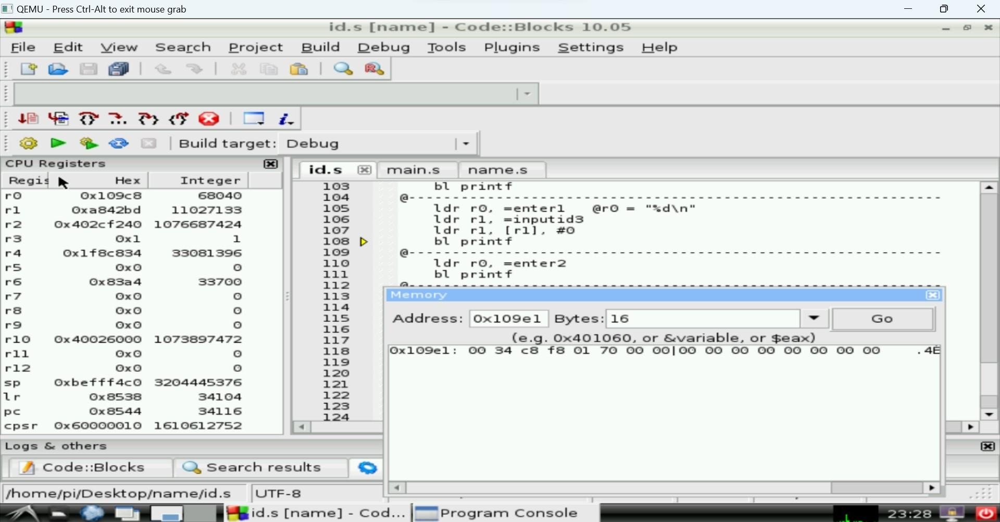 QEMU - Press Ctrl-Alt to exit mouse grab
id.s [name] - Code::Blocks 10.05
File Edit View Search Project Build Debug Tools Plugins Settings Help
Build target: Debug
CPU Registers
Regis Hex Integer
r0 0x109c8 68040
r1 0xa842bd 11027133
r2 0x402cf240 1076687424
r3 0x1 1
r4 0x1f8c834 33081396
r5 0x0 0
r6 0x83a4 33700
r7 0x0 0
r8 0x0 0
r9 0x0 0
r10 0x40026000 1073897472
r11 0x0 0
r12 0x0 0
sp 0xbefff4c0 3204445376
lr 0x8538 34104
pc 0x8544 34116
cpsr 0x60000010 1610612752
id.s main.s name.s
103 bl printf
104 @-------------------------------------------------------------
105 ldr r0, =enter1 @r0 = "%d\n"
106 ldr r1, =inputid3
107 ldr r1, [r1], #0
108 bl printf
109 @-------------------------------------------------------------
110 ldr r0, =enter2
111 bl printf
112 @-------------------------------------------------------------
113
114
115
116
117
118
119
120
121
122
123
124
Memory
Address: 0x109e1 Bytes: 16 Go
(e.g. 0x401060, or &variable, or $eax)
0x109e1: 00 34 c8 f8 01 70 00 00|00 00 00 00 00 00 00 00 .4È
Logs & others
Code::Blocks Search results
/home/pi/Desktop/name/id.s UTF-8
id.s [name] - Cod... Program Console 23:28